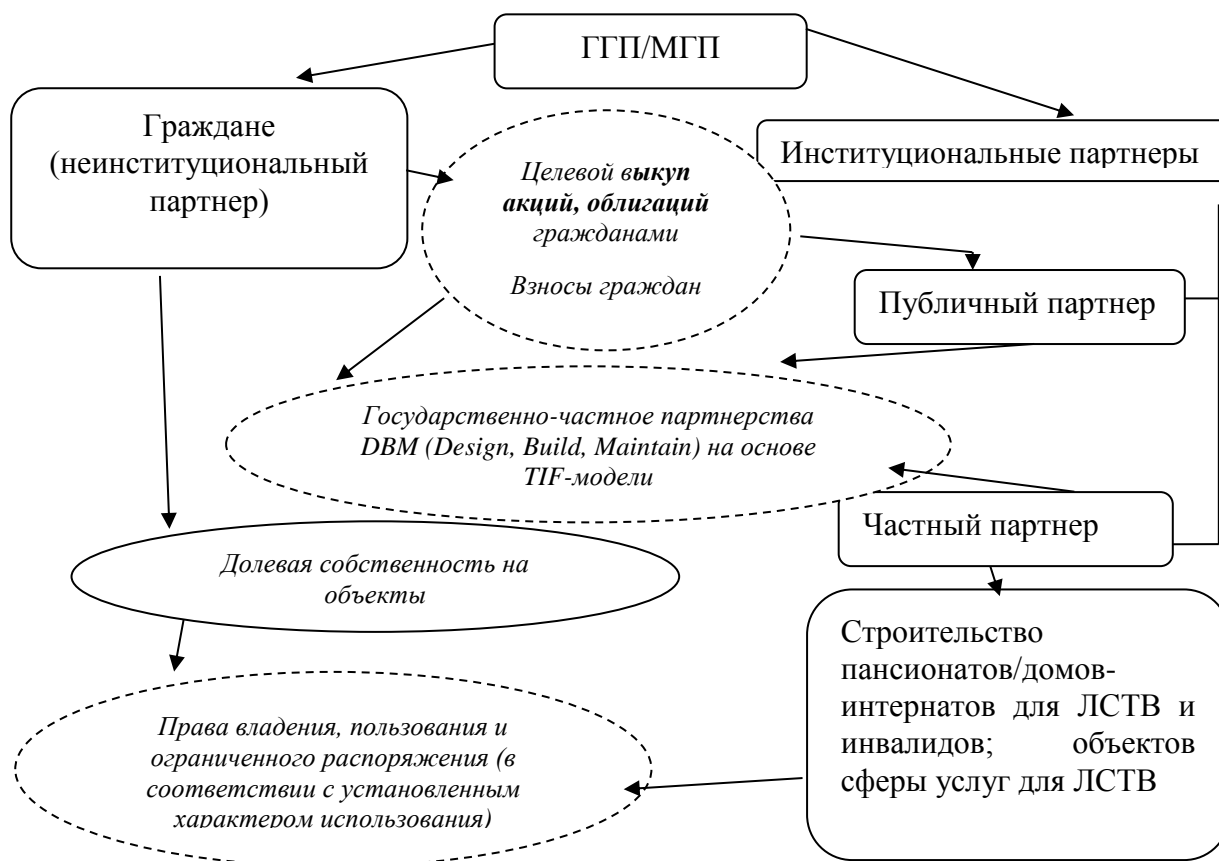 ГГП/МГП
Граждане
(неинституциональный
партнер)
Целевой выкуп
акций, облигаций
гражданами
Взносы граждан
Институциональные партнеры
Публичный партнер
Государственно-частное партнерства
DBM (Design, Build, Maintain) на основе
TIF-модели
Частный партнер
Долевая собственность на
объекты
Строительство
пансионатов/домов-
интернатов для ЛСТВ и
инвалидов; объектов
сферы услуг для ЛСТВ
Права владения, пользования и
ограниченного распоряжения (в
соответствии с установленным
характером использования)